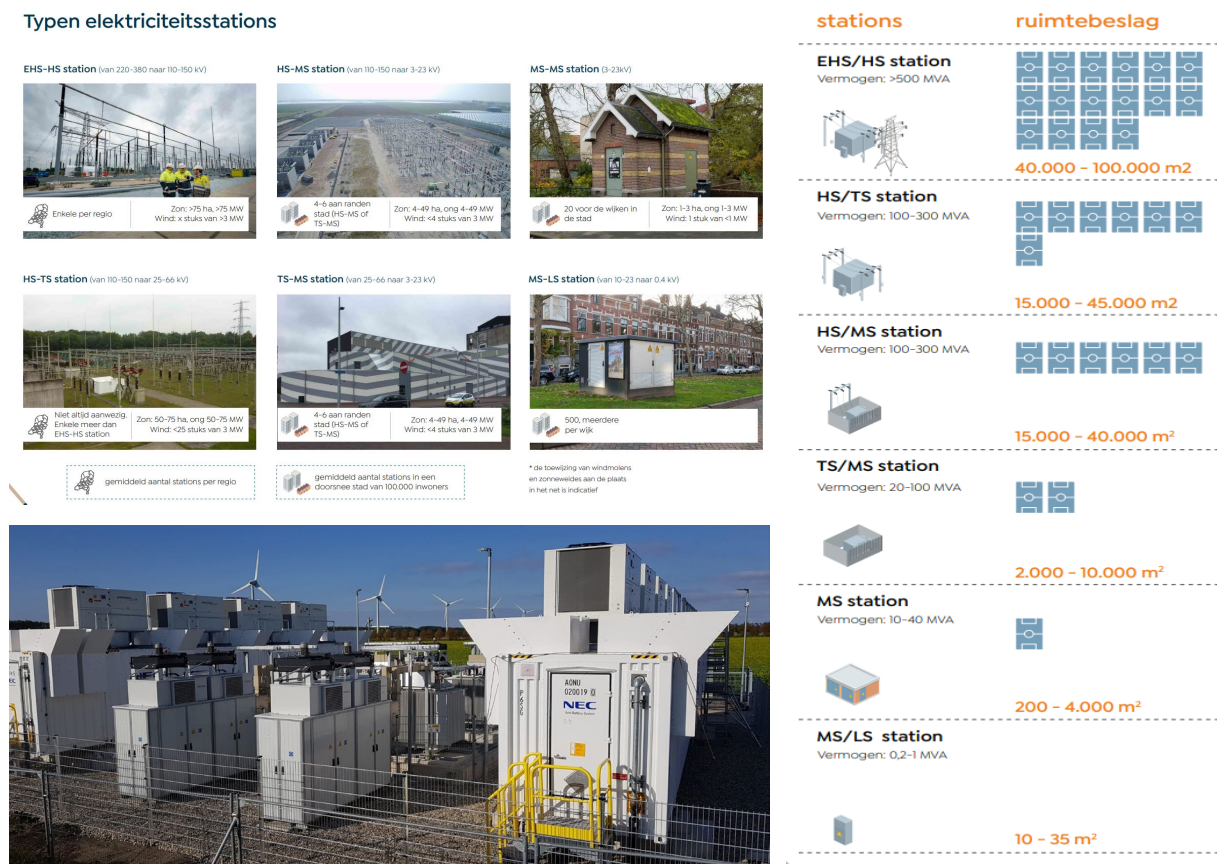 Typen elektriciteitsstations
EHS-HS station (van 220-380 naar 110-150 kV)
Enkele per regio
Zon: >75 ha, >75 MW
Wind: x stuks van >3 MW
HS-MS station (van 110-150 naar 3-23 kV)
4-6 aan randen
stad (HS-MS of
TS-MS)
Zon: 4-49 ha, ong 4-49 MW
Wind: <4 stuks van 3 MW
MS-MS station (3-23kV)
20 voor de wijken in
de stad
Zon: 1-3 ha, ong 1-3 MW
Wind: 1 stuk van <1 MW
HS-TS station (van 110-150 naar 25-66 kV)
Niet altijd aanwezig.
Enkele meer dan
EHS-HS station
Zon: 50-75 ha, ong 50-75 MW
Wind: <25 stuks van 3 MW
TS-MS station (van 25-66 naar 3-23 kV)
4-6 aan randen
stad (HS-MS of
TS-MS)
Zon: 4-49 ha, 4-49 MW
Wind: <4 stuks van 3 MW
MS-LS station (van 10-23 naar 0.4 kV)
500, meerdere
per wijk
gemiddeld aantal stations per regio
gemiddeld aantal stations in een
doorsnee stad van 100.000 inwoners
* de toewijzing van windmolens
en zonneweldes aan de plaats
in het net is indicatief
AONU
020019 0
NEC
stations
ruimtebeslag
EHS/HS station
Vermogen: >500 MVA
40.000 - 100.000 m2
HS/TS station
Vermogen: 100-300 MVA
15.000 - 45.000 m2
HS/MS station
Vermogen: 100-300 MVA
15.000 - 40.000 m²
TS/MS station
Vermogen: 20-100 MVA
2.000 - 10.000 m²
MS station
Vermogen: 10-40 MVA
200 - 4.000 m²
MS/LS station
Vermogen: 0,2-1 MVA
10 - 35 m²